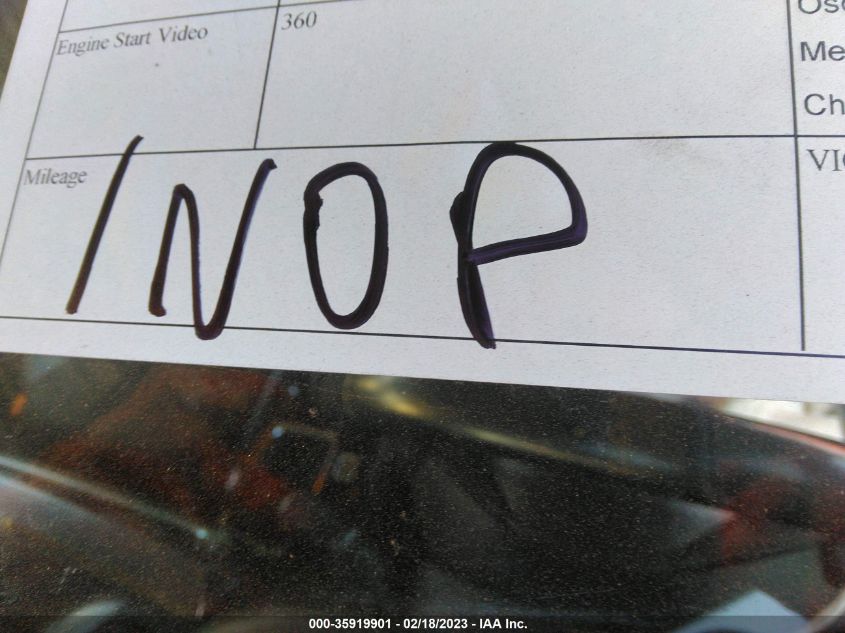 Engine Start Video 360
Mileage INOP
000-35919901 - 02/18/2023 - IAA Inc.